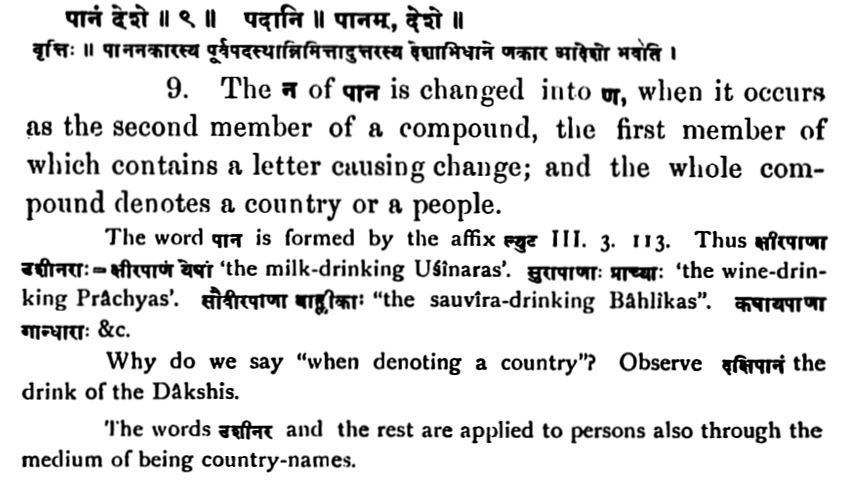 पानं देशे ॥ ९ ॥ पदानि ॥ पानम्, देशे ॥
वृत्तिः ॥ पाननकारस्य पूर्वपदस्थान्निमित्तादुत्तरस्य देशाभिधाने णकार आदेशो भवति ।
9. The न of पान is changed into ण, when it occurs
as the second member of a compound, the first member of
which contains a letter causing change; and the whole com-
pound denotes a country or a people.
The word पान is formed by the affix ल्युट III. 3. 113. Thus क्षीरपाणा
उशीनराः = क्षीरपाणं येषां 'the milk-drinking Uśînaras'. सुरापाणाः प्राच्याः 'the wine-drin-
king Prâchyas'. सौवीरपाणा बाह्लीकाः "the sauvîra-drinking Bâhlîkas". कषायपाणा
गान्धाराः &c.
Why do we say "when denoting a country"? Observe दाक्षिपानं the
drink of the Dâkshis.
The words उशीनर and the rest are applied to persons also through the
medium of being country-names.